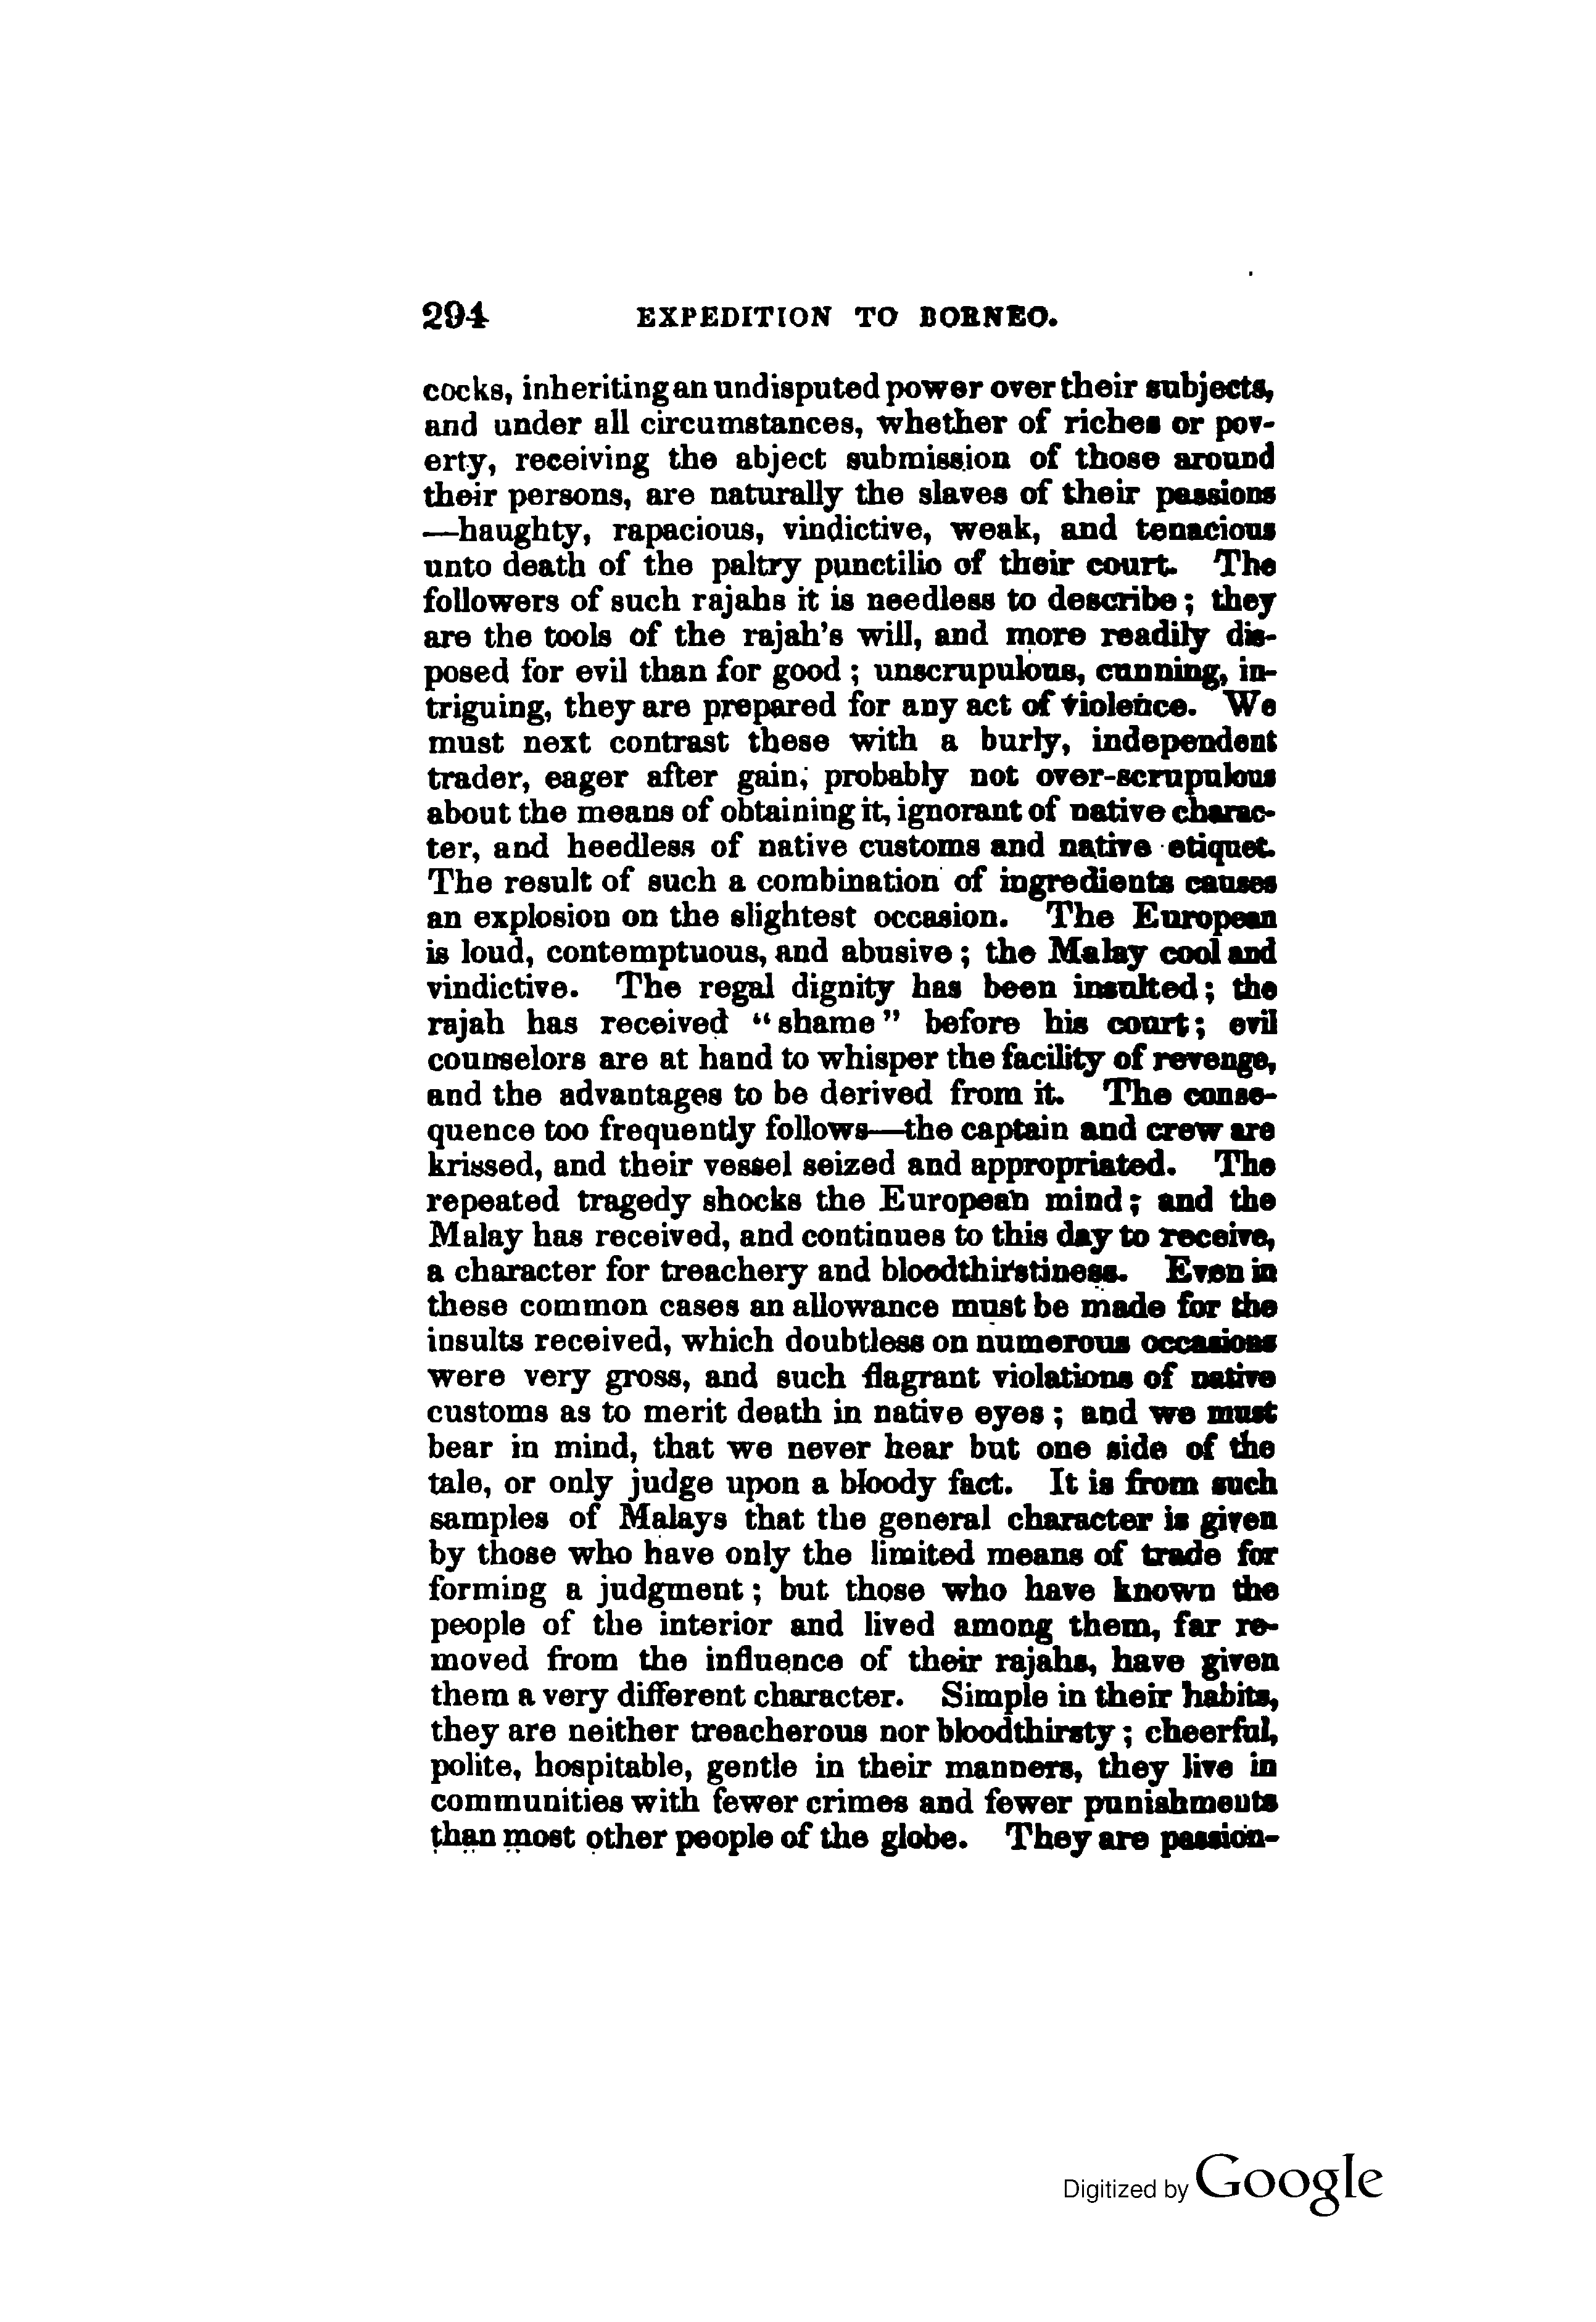 294 EXPEDITION TO BORNEO.
cocks, inheriting an undisputed power over their subjects,
and under all circumstances, whether of riches or pov-
erty, receiving the abject submission of those around
their persons, are naturally the slaves of their passions
—haughty, rapacious, vindictive, weak, and tenacious
unto death of the paltry punctilio of their court. The
followers of such rajahs it is needless to describe; they
are the tools of the rajah's will, and more readily dis-
posed for evil than for good; unscrupulous, cunning, in-
triguing, they are prepared for any act of violence. We
must next contrast these with a burly, independent
trader, eager after gain, probably not over-scrupulous
about the means of obtaining it, ignorant of native charac-
ter, and heedless of native customs and native etiquet.
The result of such a combination of ingredients causes
an explosion on the slightest occasion. The European
is loud, contemptuous, and abusive; the Malay cool and
vindictive. The regal dignity has been insulted; the
rajah has received "shame" before his court; evil
counselors are at hand to whisper the facility of revenge,
and the advantages to be derived from it. The conse-
quence too frequently follows—the captain and crew are
krissed, and their vessel seized and appropriated. The
repeated tragedy shocks the European mind; and the
Malay has received, and continues to this day to receive,
a character for treachery and bloodthirstiness. Even in
these common cases an allowance must be made for the
insults received, which doubtless on numerous occasions
were very gross, and such flagrant violations of native
customs as to merit death in native eyes; and we must
bear in mind, that we never hear but one side of the
tale, or only judge upon a bloody fact. It is from such
samples of Malays that the general character is given
by those who have only the limited means of trade for
forming a judgment; but those who have known the
people of the interior and lived among them, far re-
moved from the influence of their rajahs, have given
them a very different character. Simple in their habits,
they are neither treacherous nor bloodthirsty; cheerful,
polite, hospitable, gentle in their manners, they live in
communities with fewer crimes and fewer punishments
than most other people of the globe. They are passion-
Digitized by Google